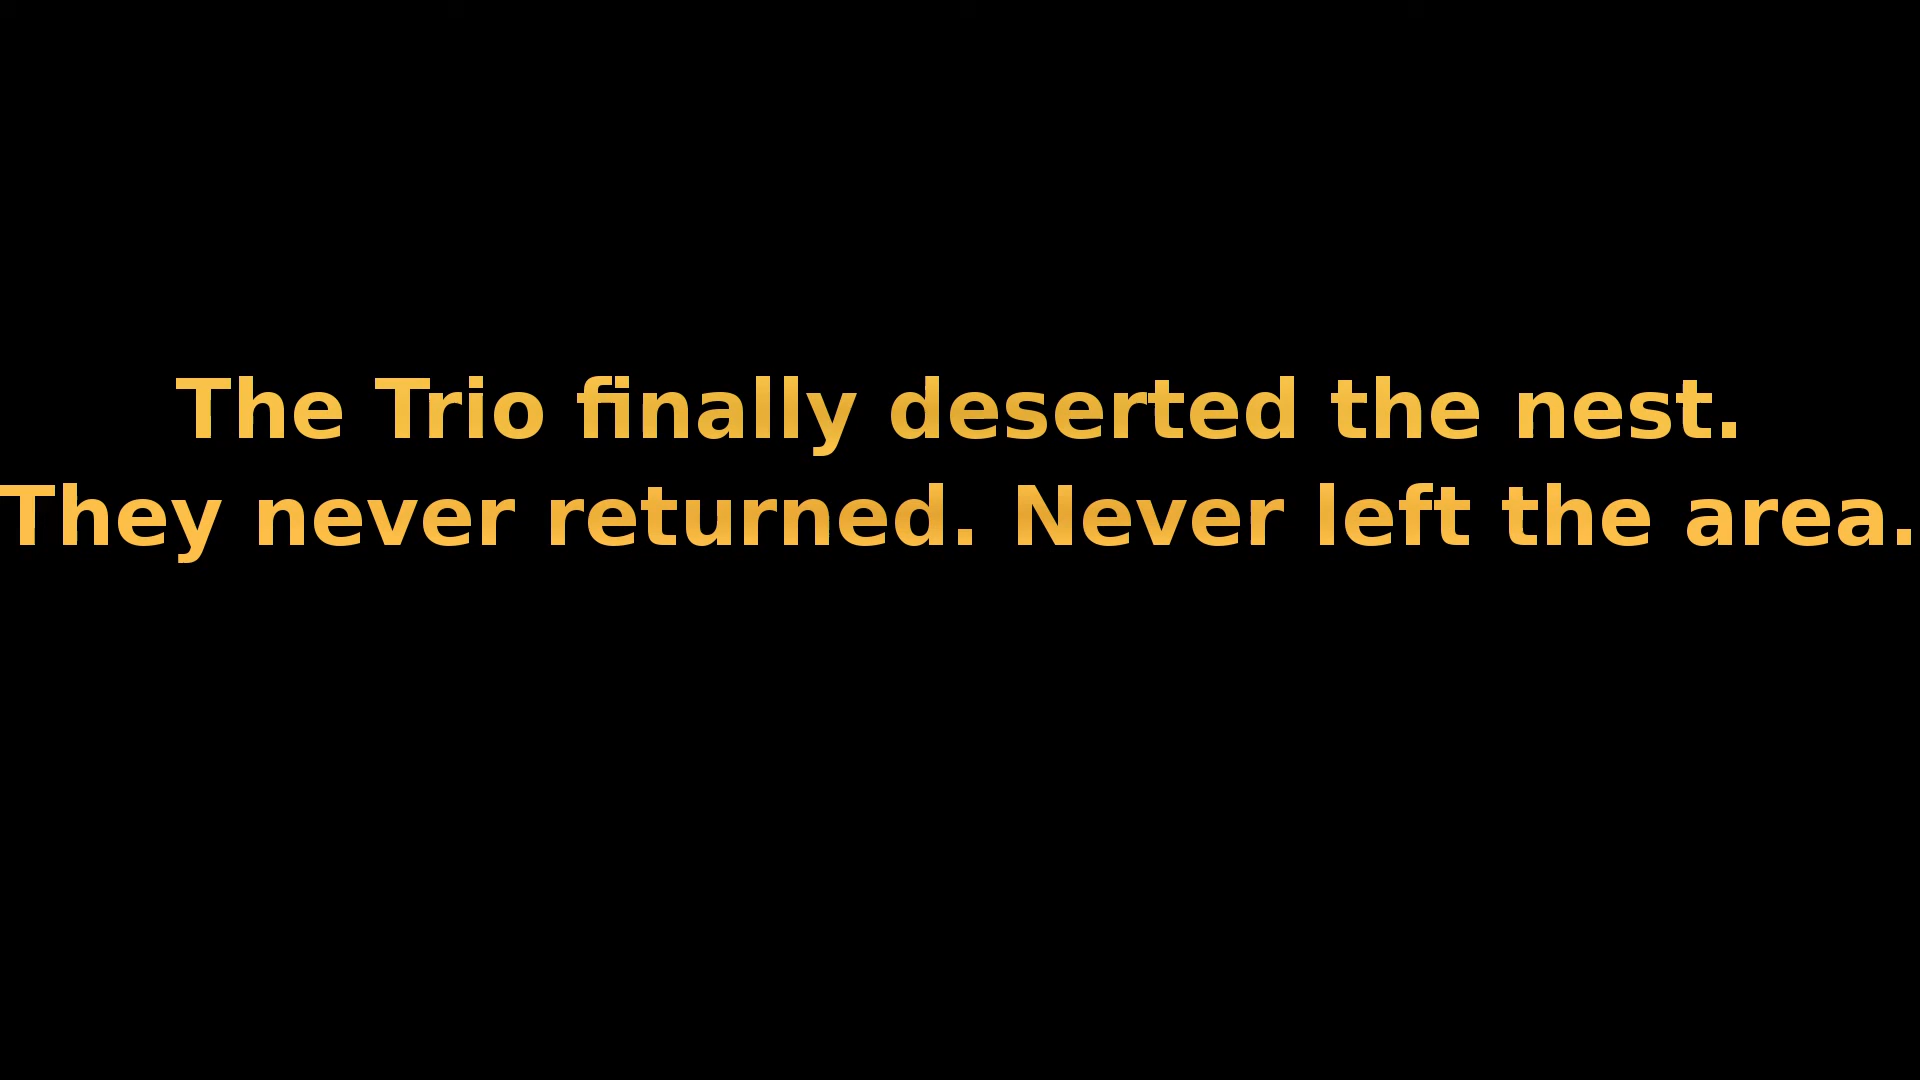 The Trio finally deserted the nest.
They never returned. Never left the area.